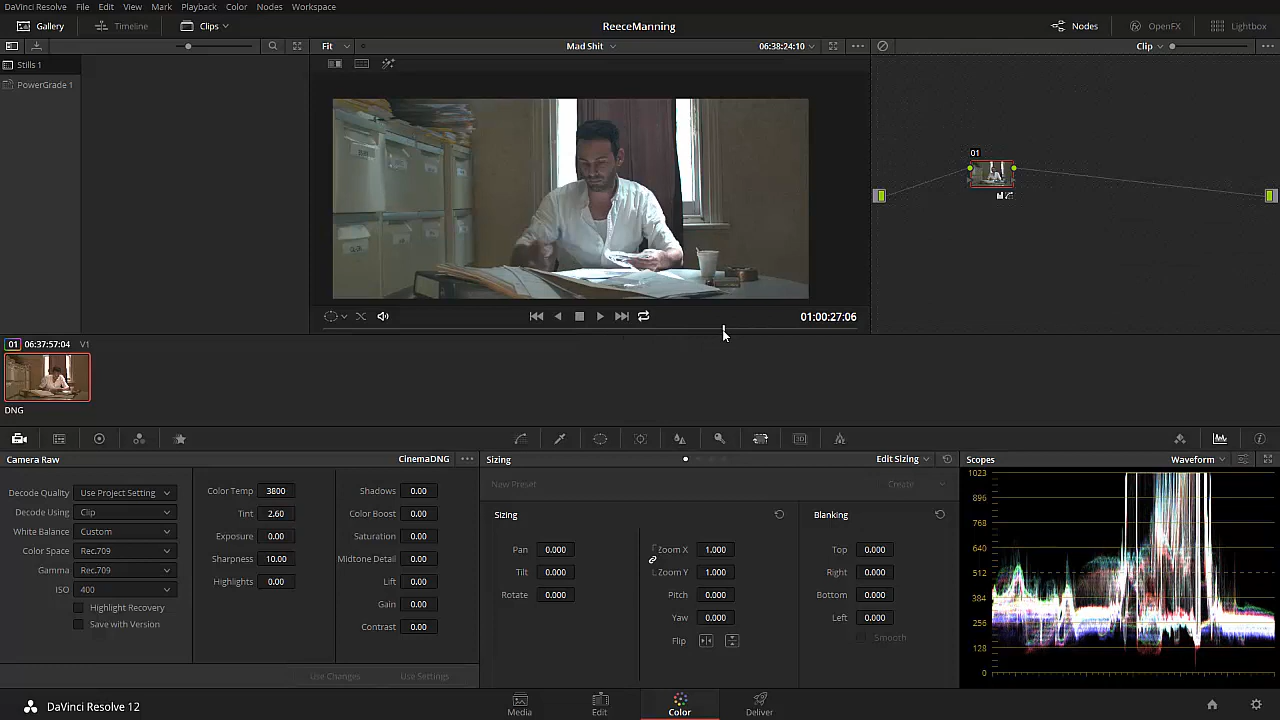 DaVinci Resolve File Edit View Mark Playback Color Nodes Workspace
Gallery Timeline Clips ReeceManning Nodes OpenFX Lightbox
Fit Mad Shit 06:38:24:10 Clip
Stills 1
PowerGrade 1
01
01:00:27:06
01 06:37:57:04 V1
DNG
Camera Raw CinemaDNG
Decode Quality Use Project Setting
Decode Using Clip
White Balance Custom
Color Space Rec.709
Gamma Rec.709
ISO 400
Highlight Recovery
Save with Version
Color Temp 3800
Tint 2.60
Exposure 0.00
Sharpness 10.00
Highlights 0.00
Shadows 0.00
Color Boost 0.00
Saturation 0.00
Midtone Detail 0.00
Lift 0.00
Gain 0.00
Contrast 0.00
Use Changes Use Settings
Sizing Edit Sizing
New Preset Create
Sizing
Pan 0.000
Tilt 0.000
Rotate 0.000
Zoom X 1.000
Zoom Y 1.000
Pitch 0.000
Yaw 0.000
Flip
Blanking
Top 0.000
Right 0.000
Bottom 0.000
Left 0.000
Smooth
Scopes Waveform
1023
896
768
640
512
384
256
128
0
DaVinci Resolve 12 Media Edit Color Deliver